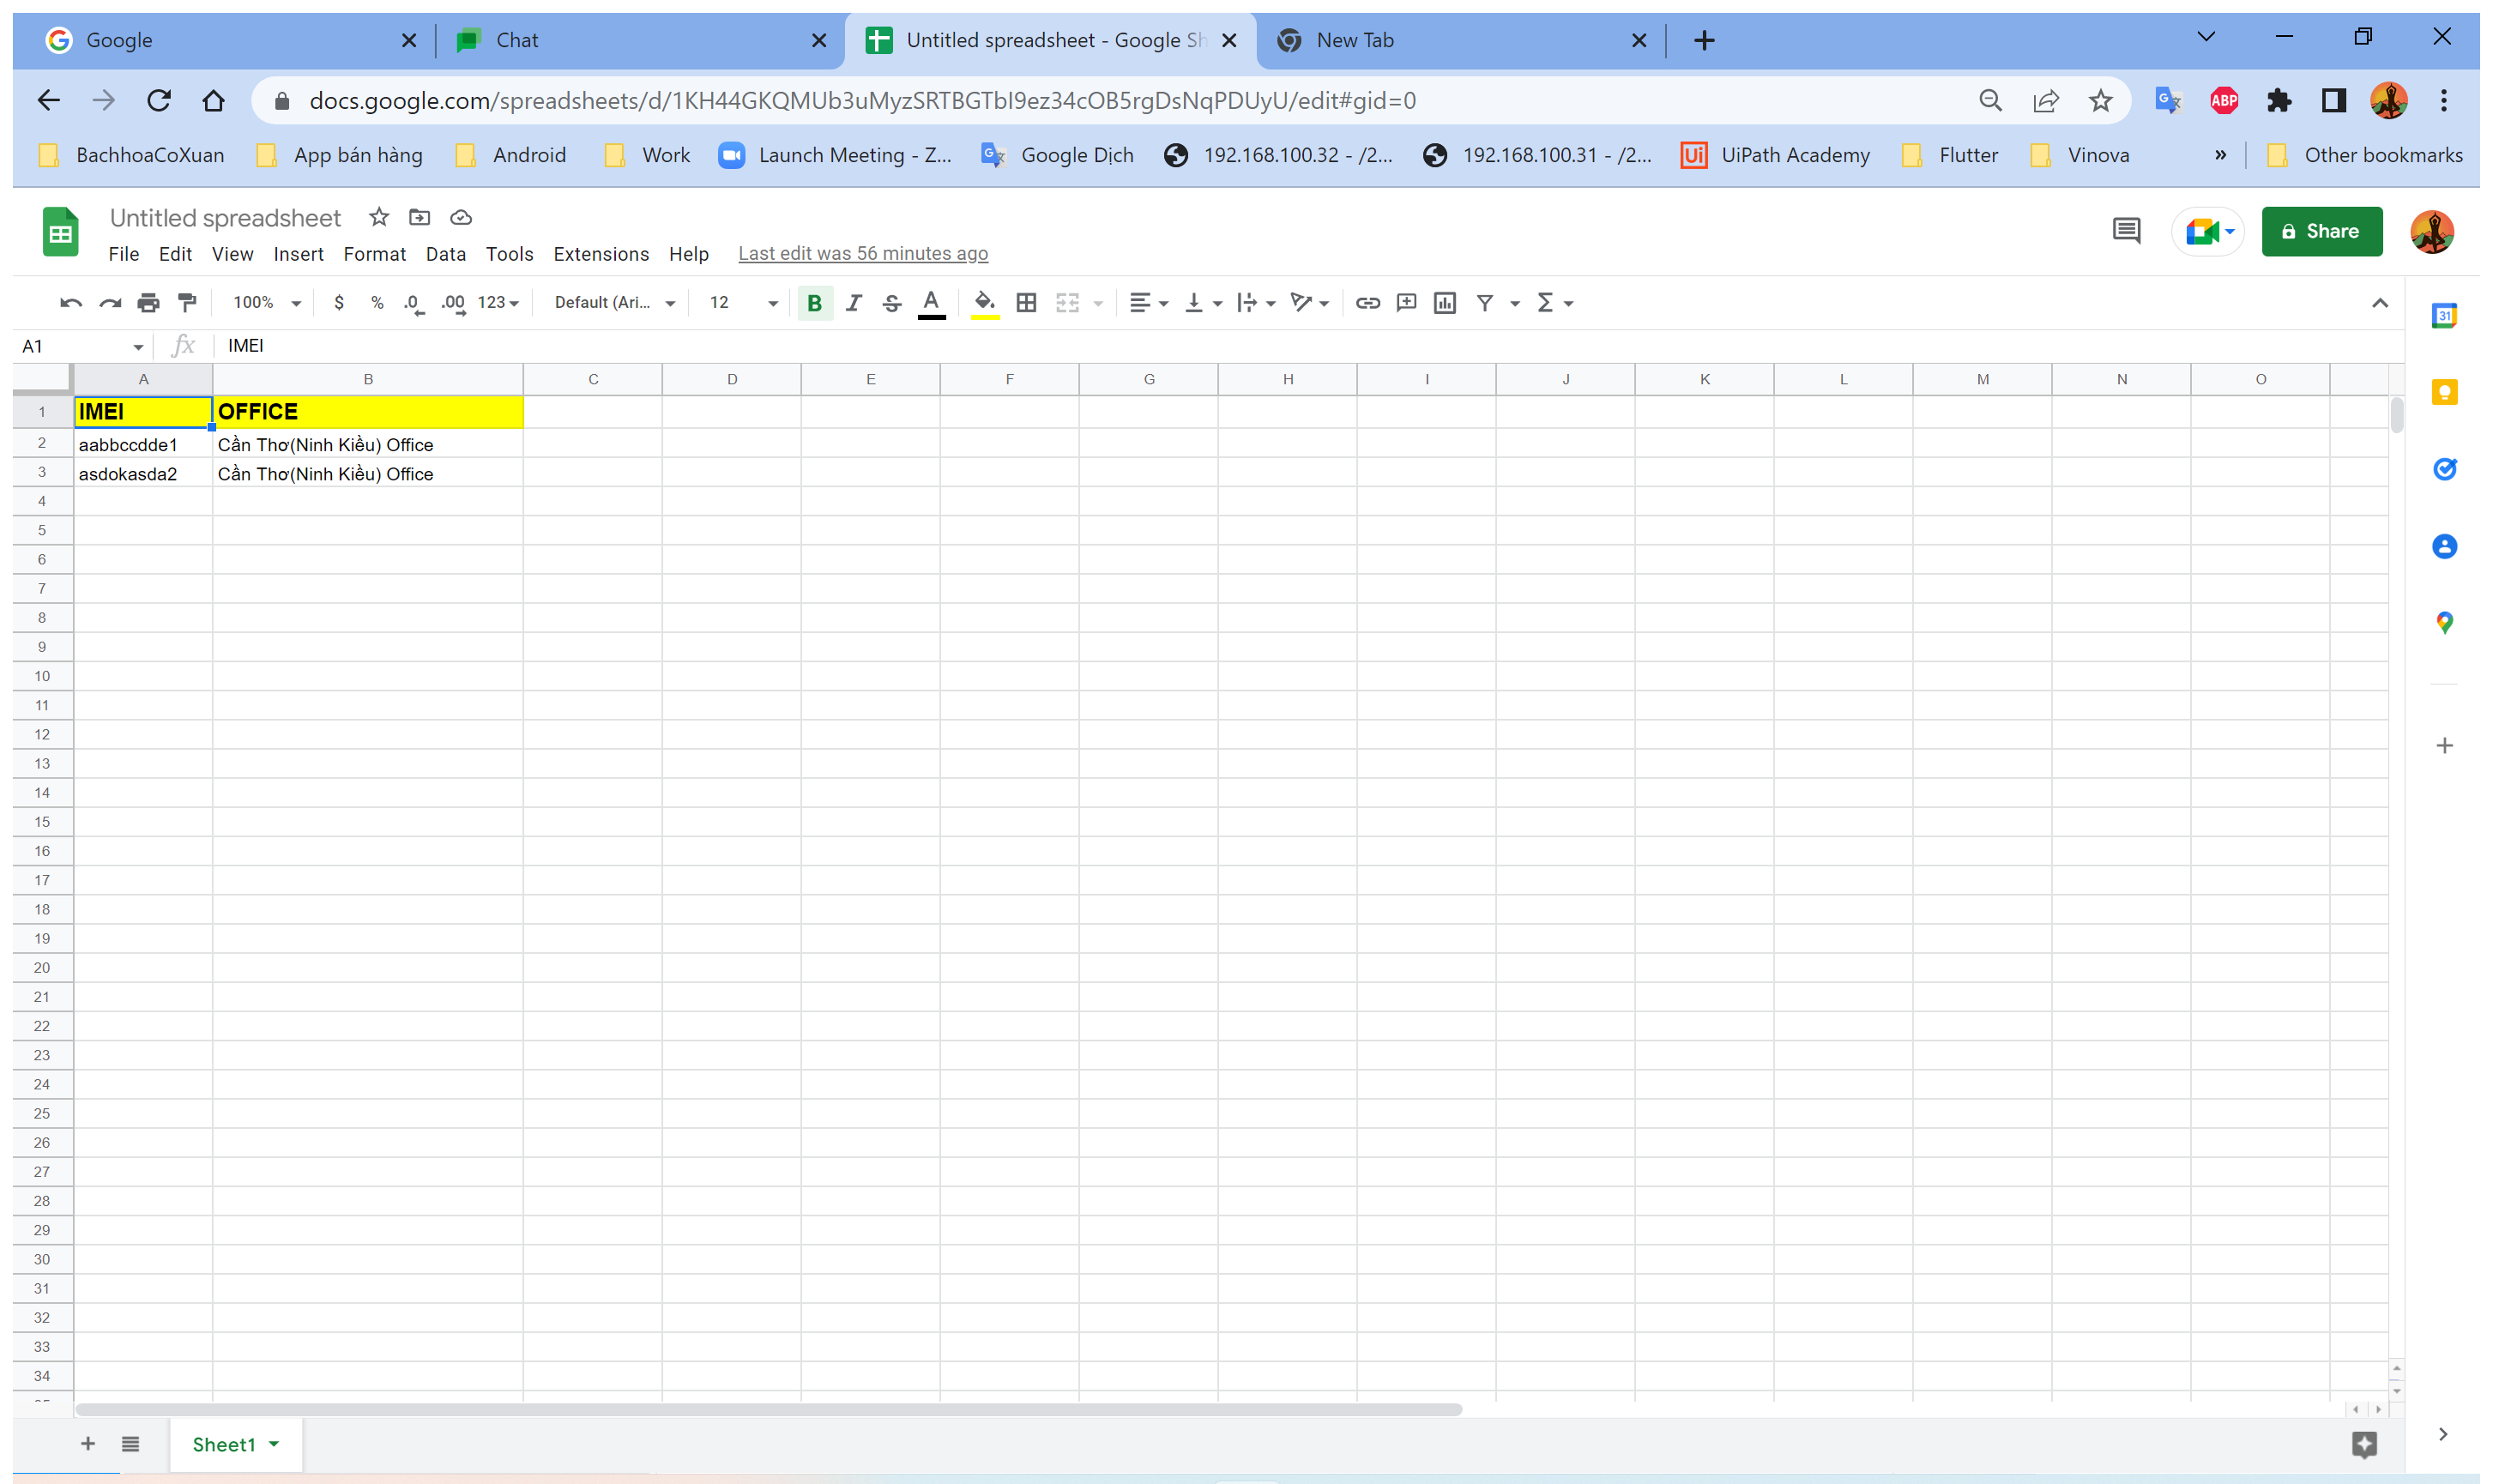 Google
Chat
Untitled spreadsheet - Google Sh
New Tab
docs.google.com/spreadsheets/d/1KH44GKQMUb3uMyzSRTBGTbI9ez34cOB5rgDsNqPDUyU/edit#gid=0
ABP
BachhoaCoXuan
App bán hàng
Android
Work
Launch Meeting - Z...
Google Dịch
192.168.100.32 - /2...
192.168.100.31 - /2...
Ui
UiPath Academy
Flutter
Vinova
»
Other bookmarks
Untitled spreadsheet
Share
File Edit View Insert Format Data Tools Extensions Help
Last edit was 56 minutes ago
100% $ % .0 .00 123 Default (Ari... 12 B I S A Σ
31
A1 fx IMEI
A B C D E F G H I J K L M N O
1 IMEI OFFICE
2 aabbccdde1 Cần Thơ(Ninh Kiều) Office
3 asdokasda2 Cần Thơ(Ninh Kiều) Office
4
5
6
7
8
9
10
11
12
13
14
15
16
17
18
19
20
21
22
23
24
25
26
27
28
29
30
31
32
33
34
Sheet1